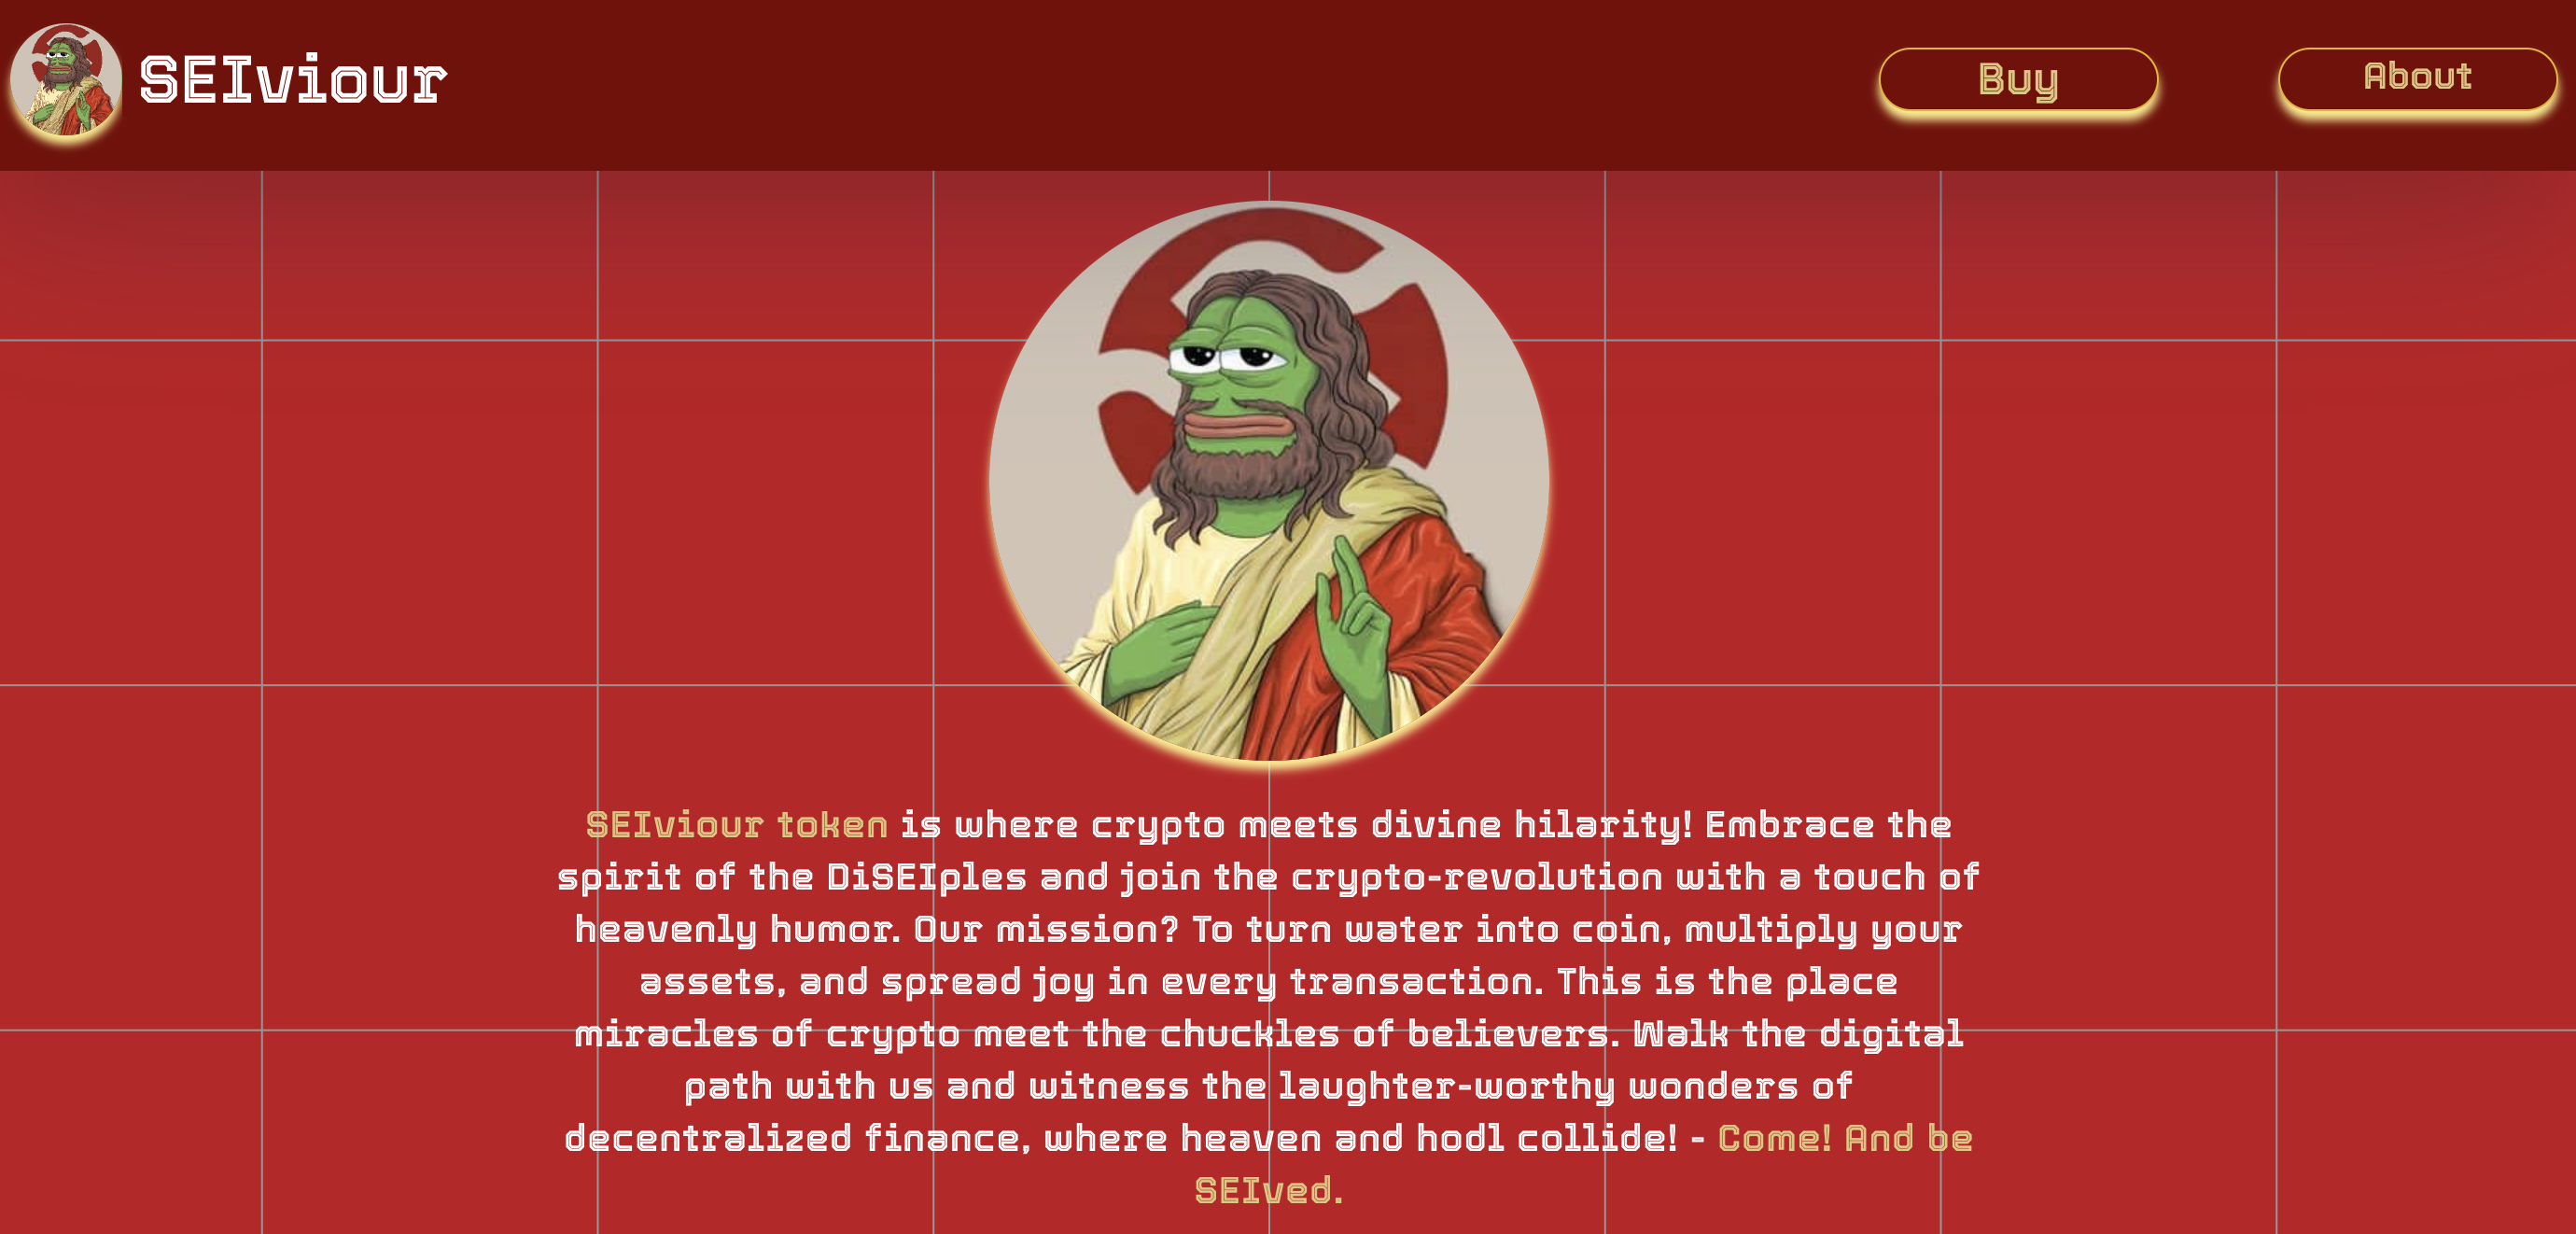 SEIviour
Buy
About
SEIviour token is where crypto meets divine hilarity! Embrace the
spirit of the DiSEIples and join the crypto-revolution with a touch of
heavenly humor. Our mission? To turn water into coin, multiply your
assets, and spread joy in every transaction. This is the place
miracles of crypto meet the chuckles of believers. Walk the digital
path with us and witness the laughter-worthy wonders of
decentralized finance, where heaven and hodl collide! - Come! And be
SEIved.